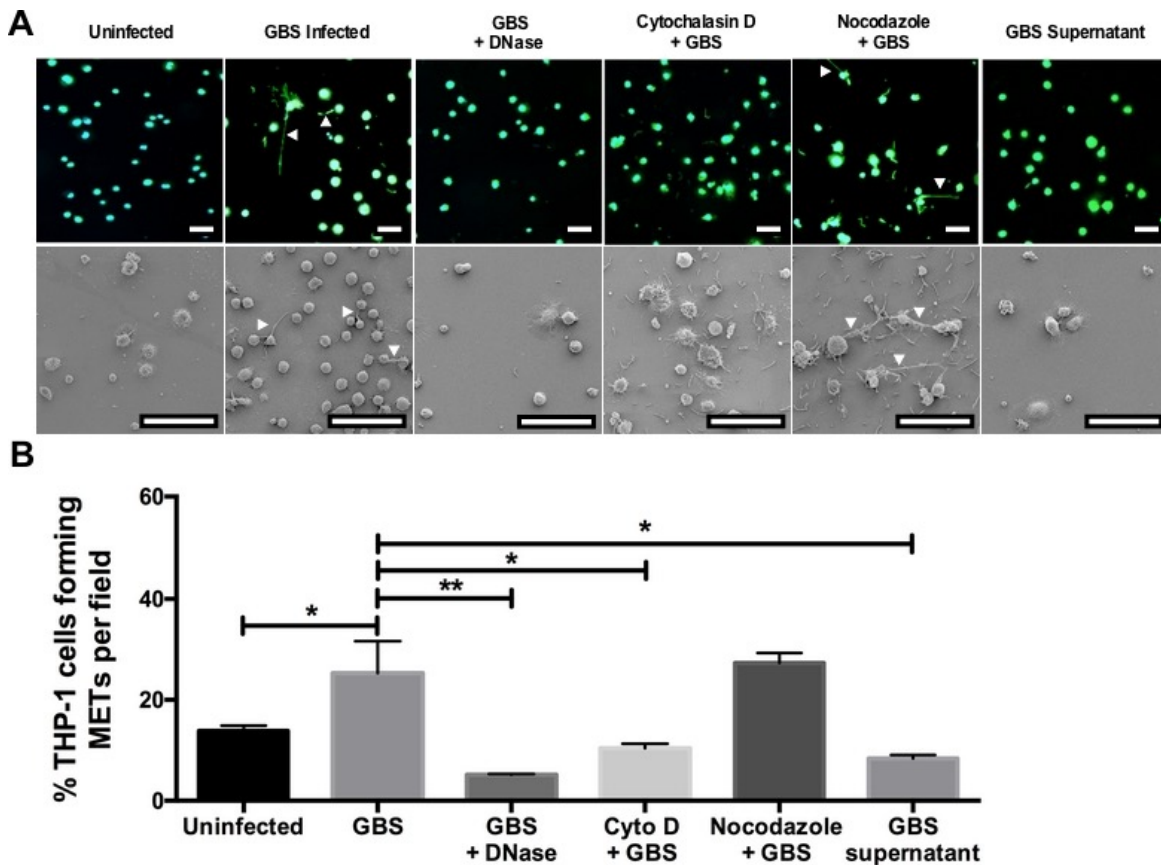 A
Uninfected
GBS Infected
GBS
+ DNase
Cytochalasin D
+ GBS
Nocodazole
+ GBS
GBS Supernatant
B
% THP-1 cells forming
METs per field
60
40
20
0
*
*
**
*
Uninfected
GBS
GBS
+ DNase
Cyto D
+ GBS
Nocodazole
+ GBS
GBS
supernatant